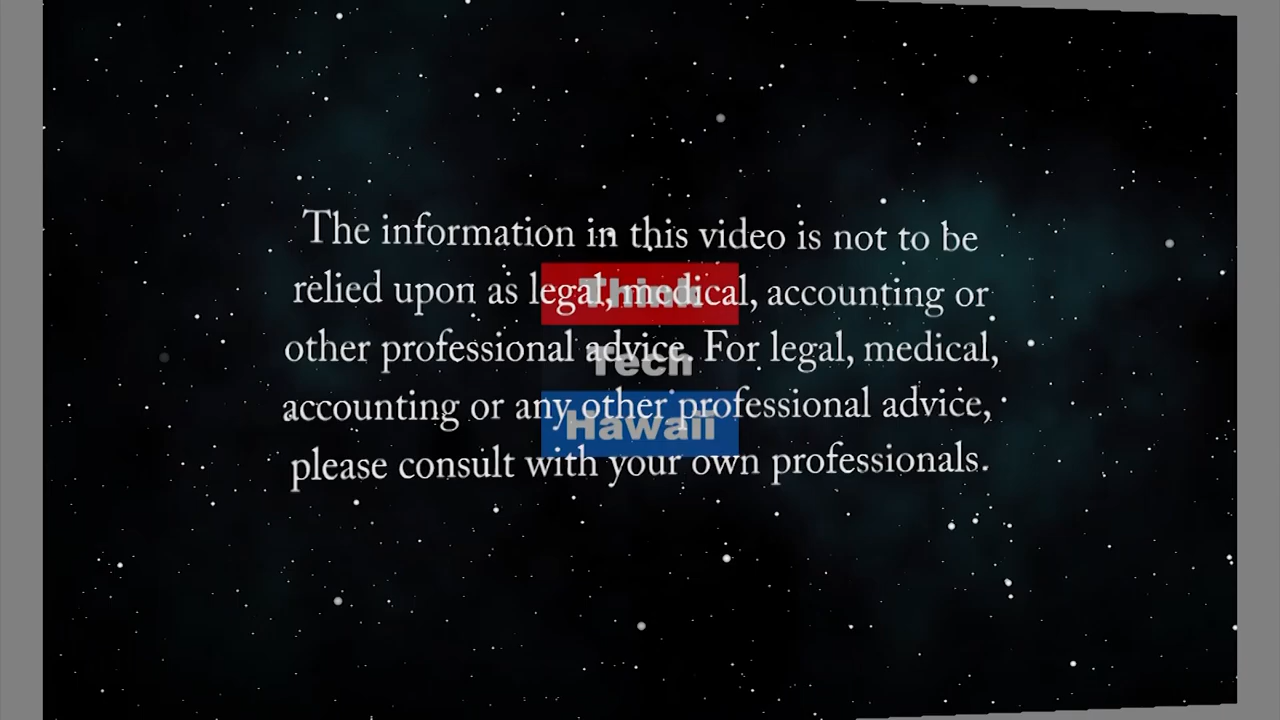 The information in this video is not to be
relied upon as legal, medical, accounting or
other professional advice. For legal, medical,
accounting or any other professional advice,
please consult with your own professionals.
Think
Tech
Hawaii